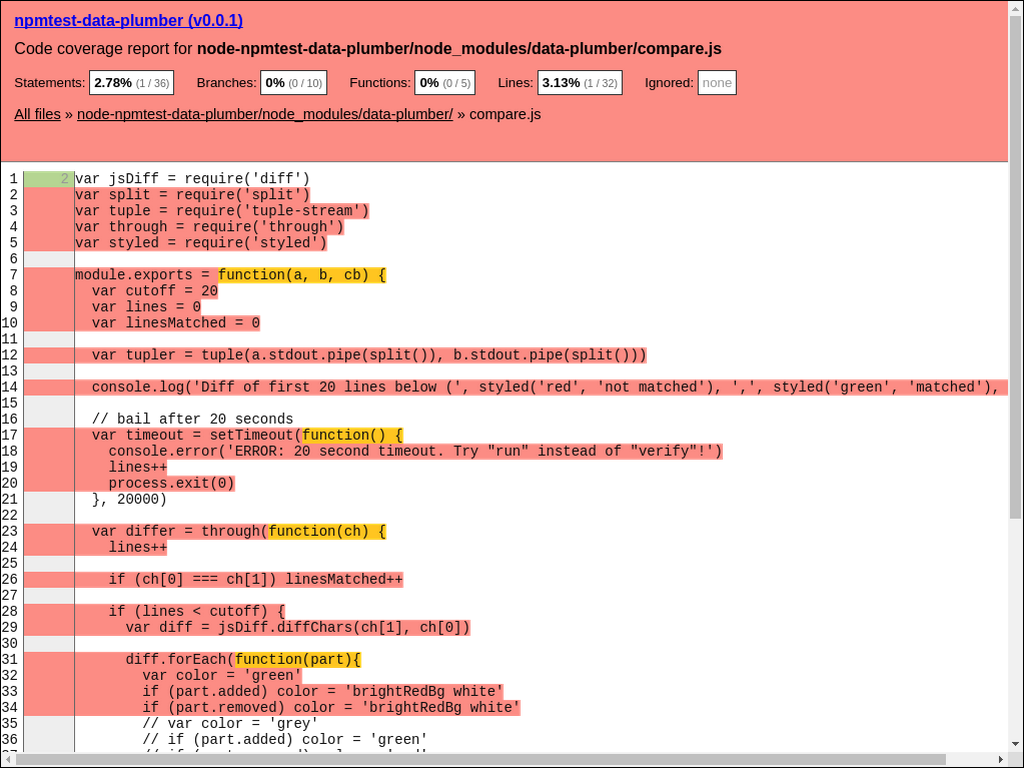 npmtest-data-plumber (v0.0.1)
Code coverage report for node-npmtest-data-plumber/node_modules/data-plumber/compare.js
Statements: 2.78% (1 / 36) Branches: 0% (0 / 10) Functions: 0% (0 / 5) Lines: 3.13% (1 / 32) Ignored: none
All files » node-npmtest-data-plumber/node_modules/data-plumber/ » compare.js
1 2 var jsDiff = require('diff')
2 var split = require('split')
3 var tuple = require('tuple-stream')
4 var through = require('through')
5 var styled = require('styled')
6
7 module.exports = function(a, b, cb) {
8 var cutoff = 20
9 var lines = 0
10 var linesMatched = 0
11
12 var tupler = tuple(a.stdout.pipe(split()), b.stdout.pipe(split()))
13
14 console.log('Diff of first 20 lines below (', styled('red', 'not matched'), ',', styled('green', 'matched'),
15
16 // bail after 20 seconds
17 var timeout = setTimeout(function() {
18 console.error('ERROR: 20 second timeout. Try "run" instead of "verify"!')
19 lines++
20 process.exit(0)
21 }, 20000)
22
23 var differ = through(function(ch) {
24 lines++
25
26 if (ch[0] === ch[1]) linesMatched++
27
28 if (lines < cutoff) {
29 var diff = jsDiff.diffChars(ch[1], ch[0])
30
31 diff.forEach(function(part){
32 var color = 'green'
33 if (part.added) color = 'brightRedBg white'
34 if (part.removed) color = 'brightRedBg white'
35 // var color = 'grey'
36 // if (part.added) color = 'green'